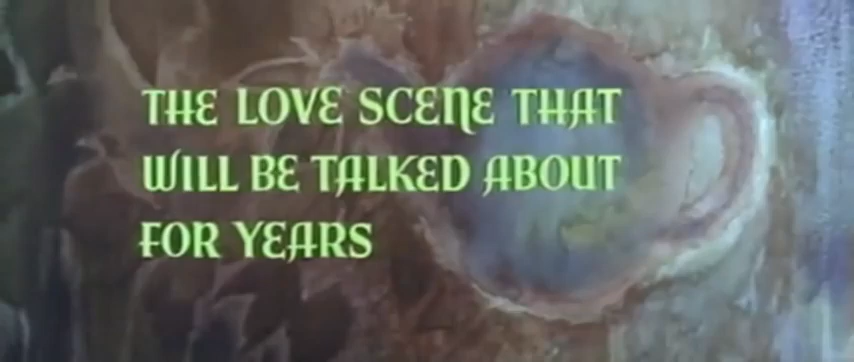 THE LOVE SCENE THAT
WILL BE TALKED ABOUT
FOR YEARS